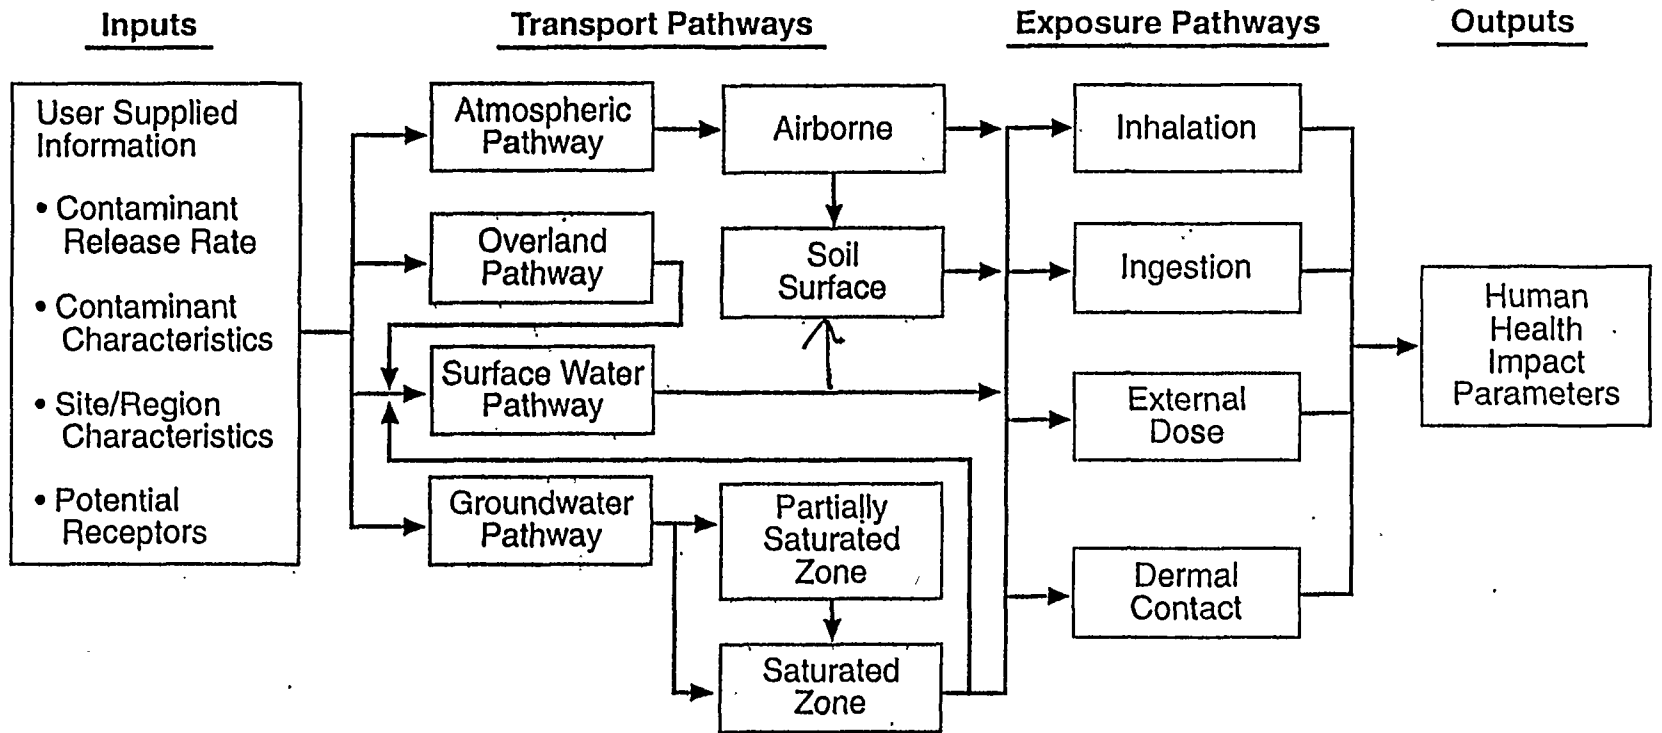 Inputs
Transport Pathways
Exposure Pathways
Outputs
User Supplied
Information
• Contaminant
Release Rate
• Contaminant
Characteristics
• Site/Region
Characteristics
• Potential
Receptors
Atmospheric
Pathway
Airborne
Overland
Pathway
Soil
Surface
Surface Water
Pathway
Groundwater
Pathway
Partially
Saturated
Zone
Saturated
Zone
Inhalation
Ingestion
External
Dose
Dermal
Contact
Human
Health
Impact
Parameters